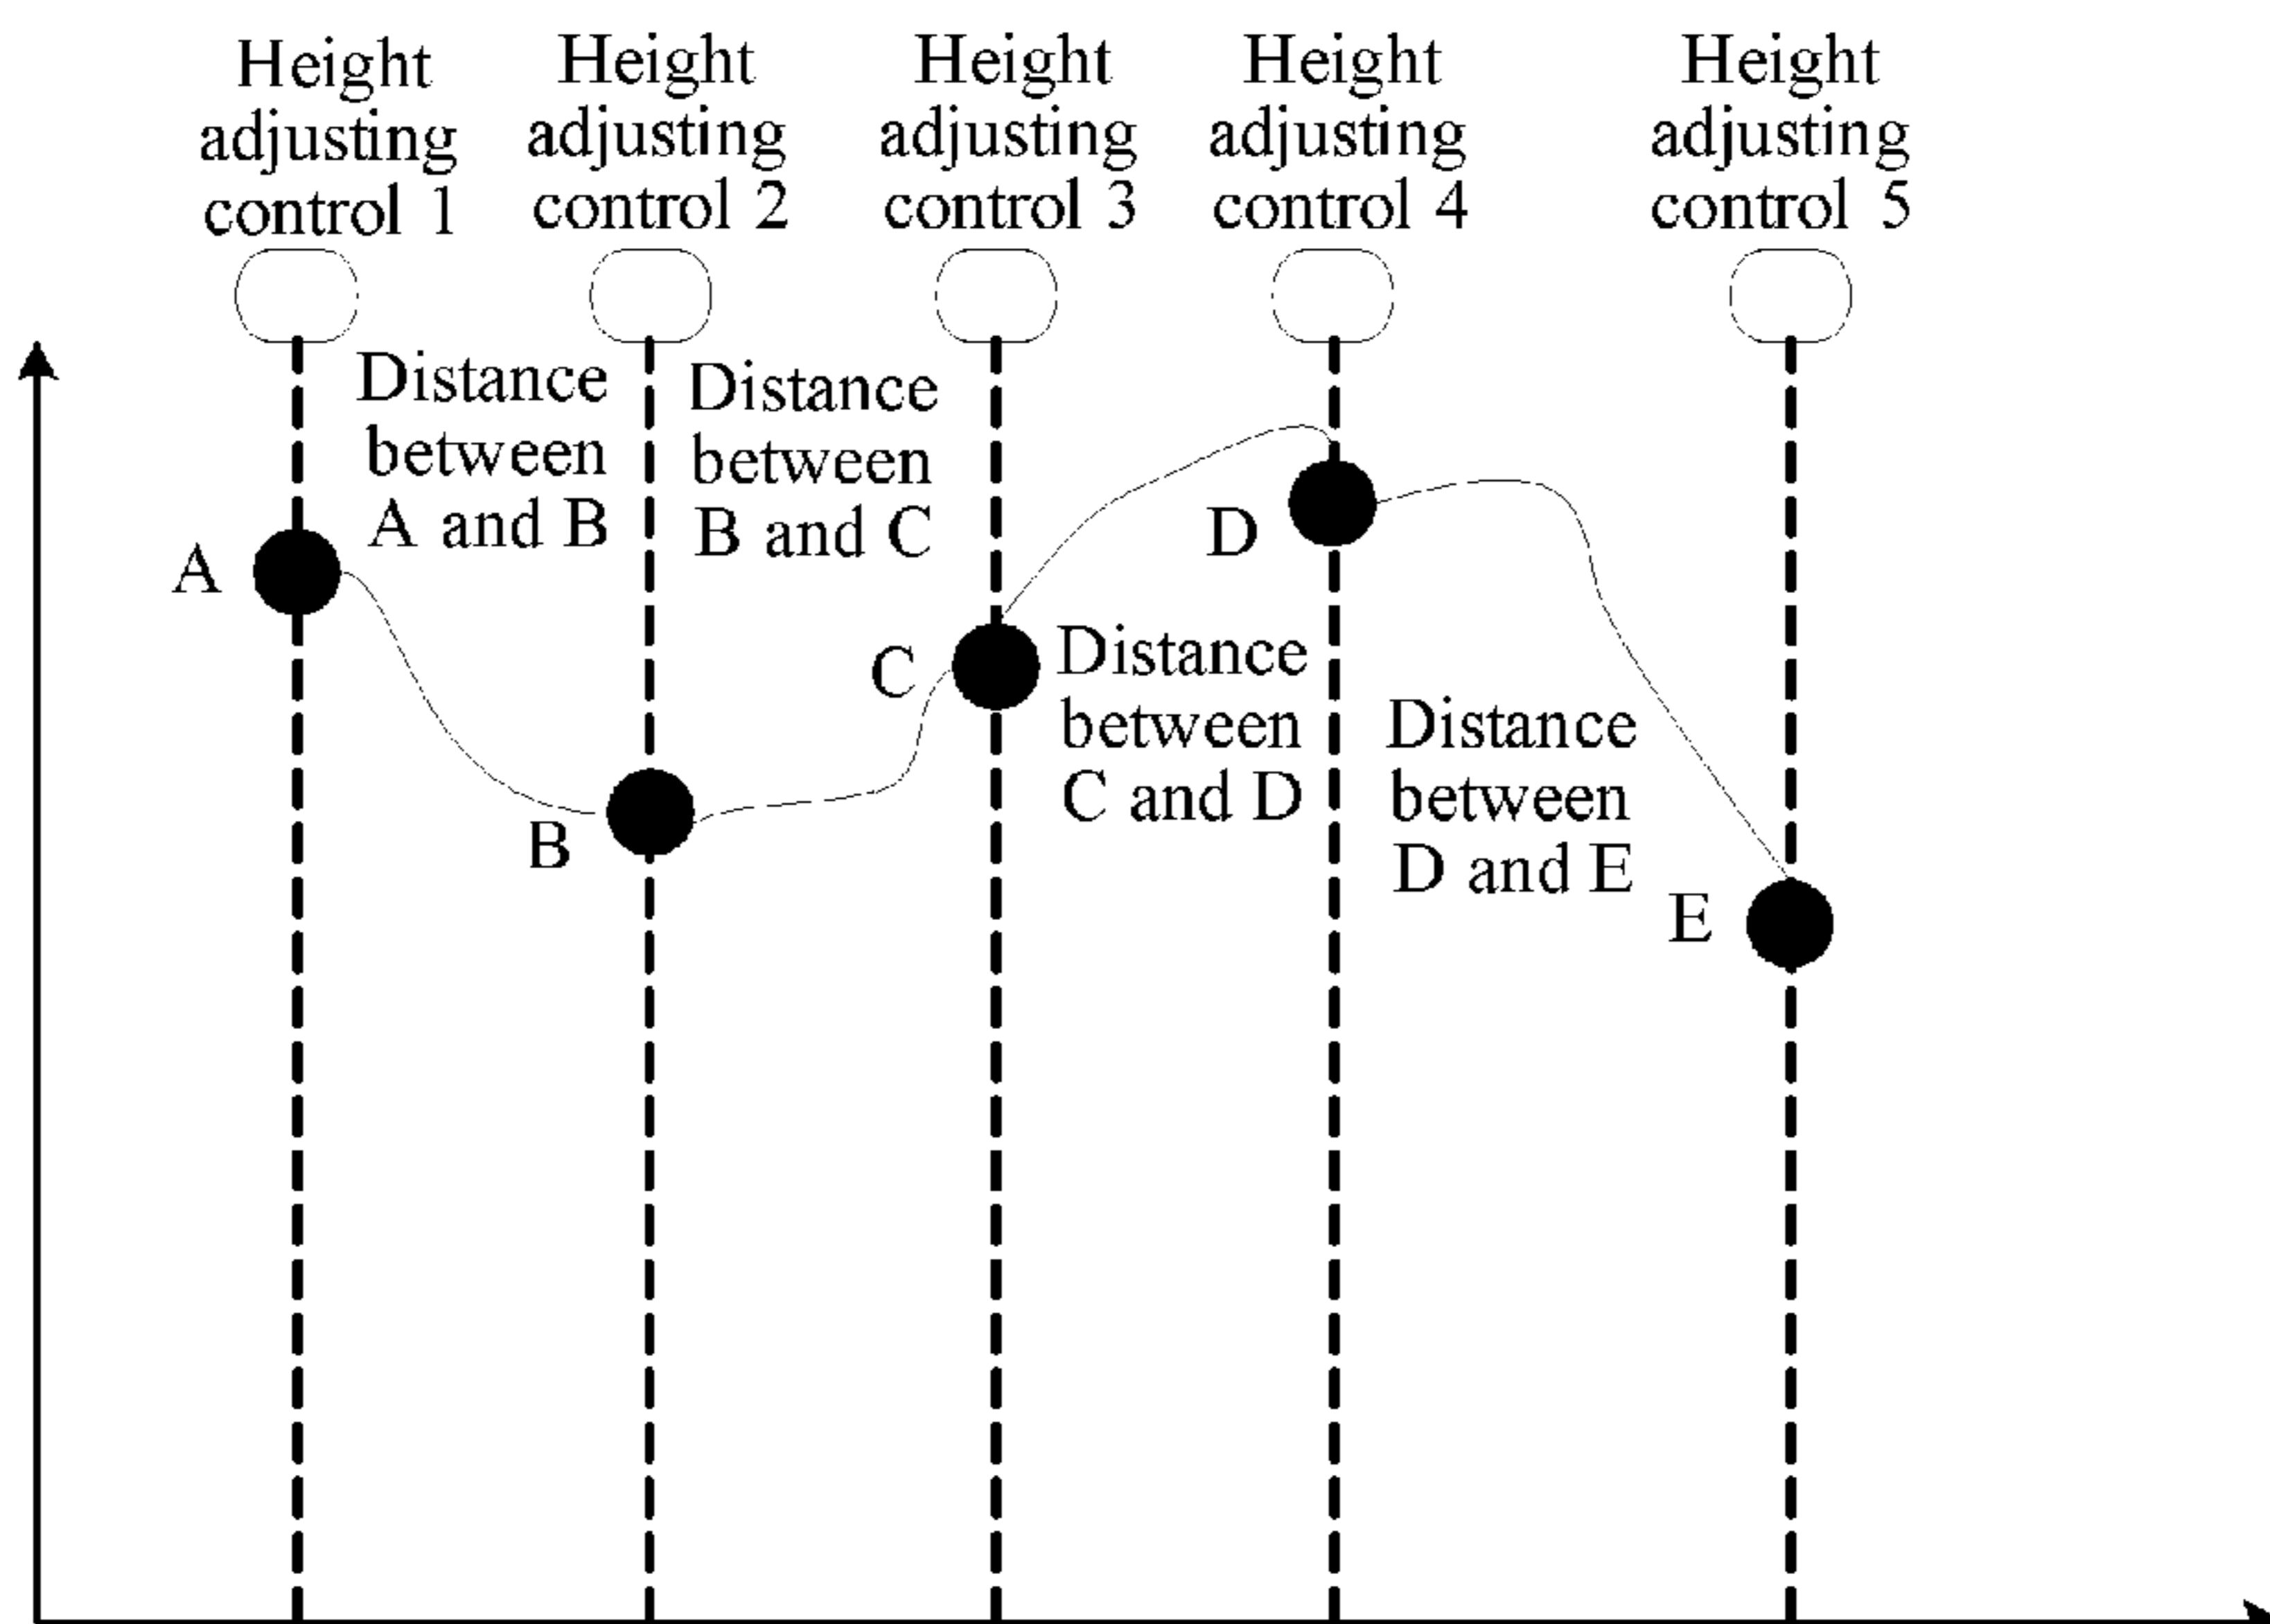 Height
adjusting
control 1
Height
adjusting
control 2
Height
adjusting
control 3
Height
adjusting
control 4
Height
adjusting
control 5
Distance
between
A and B
Distance
between
B and C
A
B
C
D
Distance
between
C and D
Distance
between
D and E
E